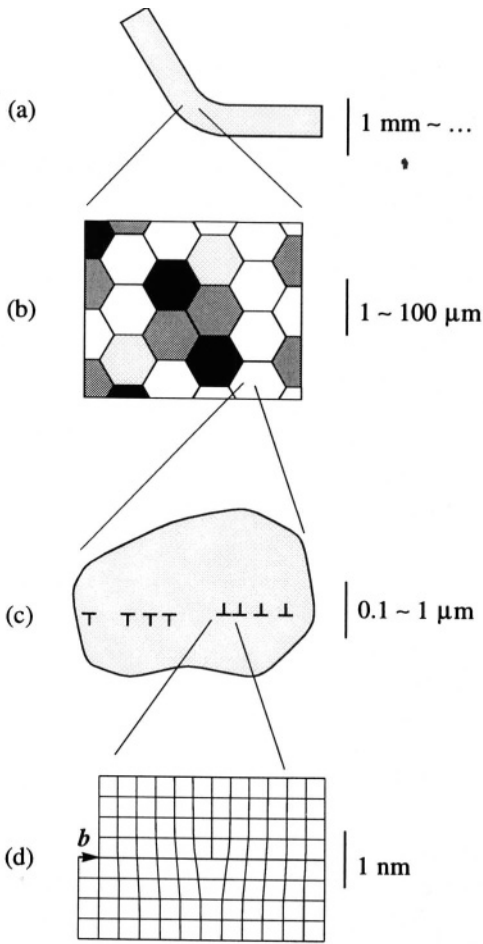 (a)
1 mm ~ ...
(b)
1 ~ 100 μm
(c)
0.1 ~ 1 μm
b
(d)
1 nm